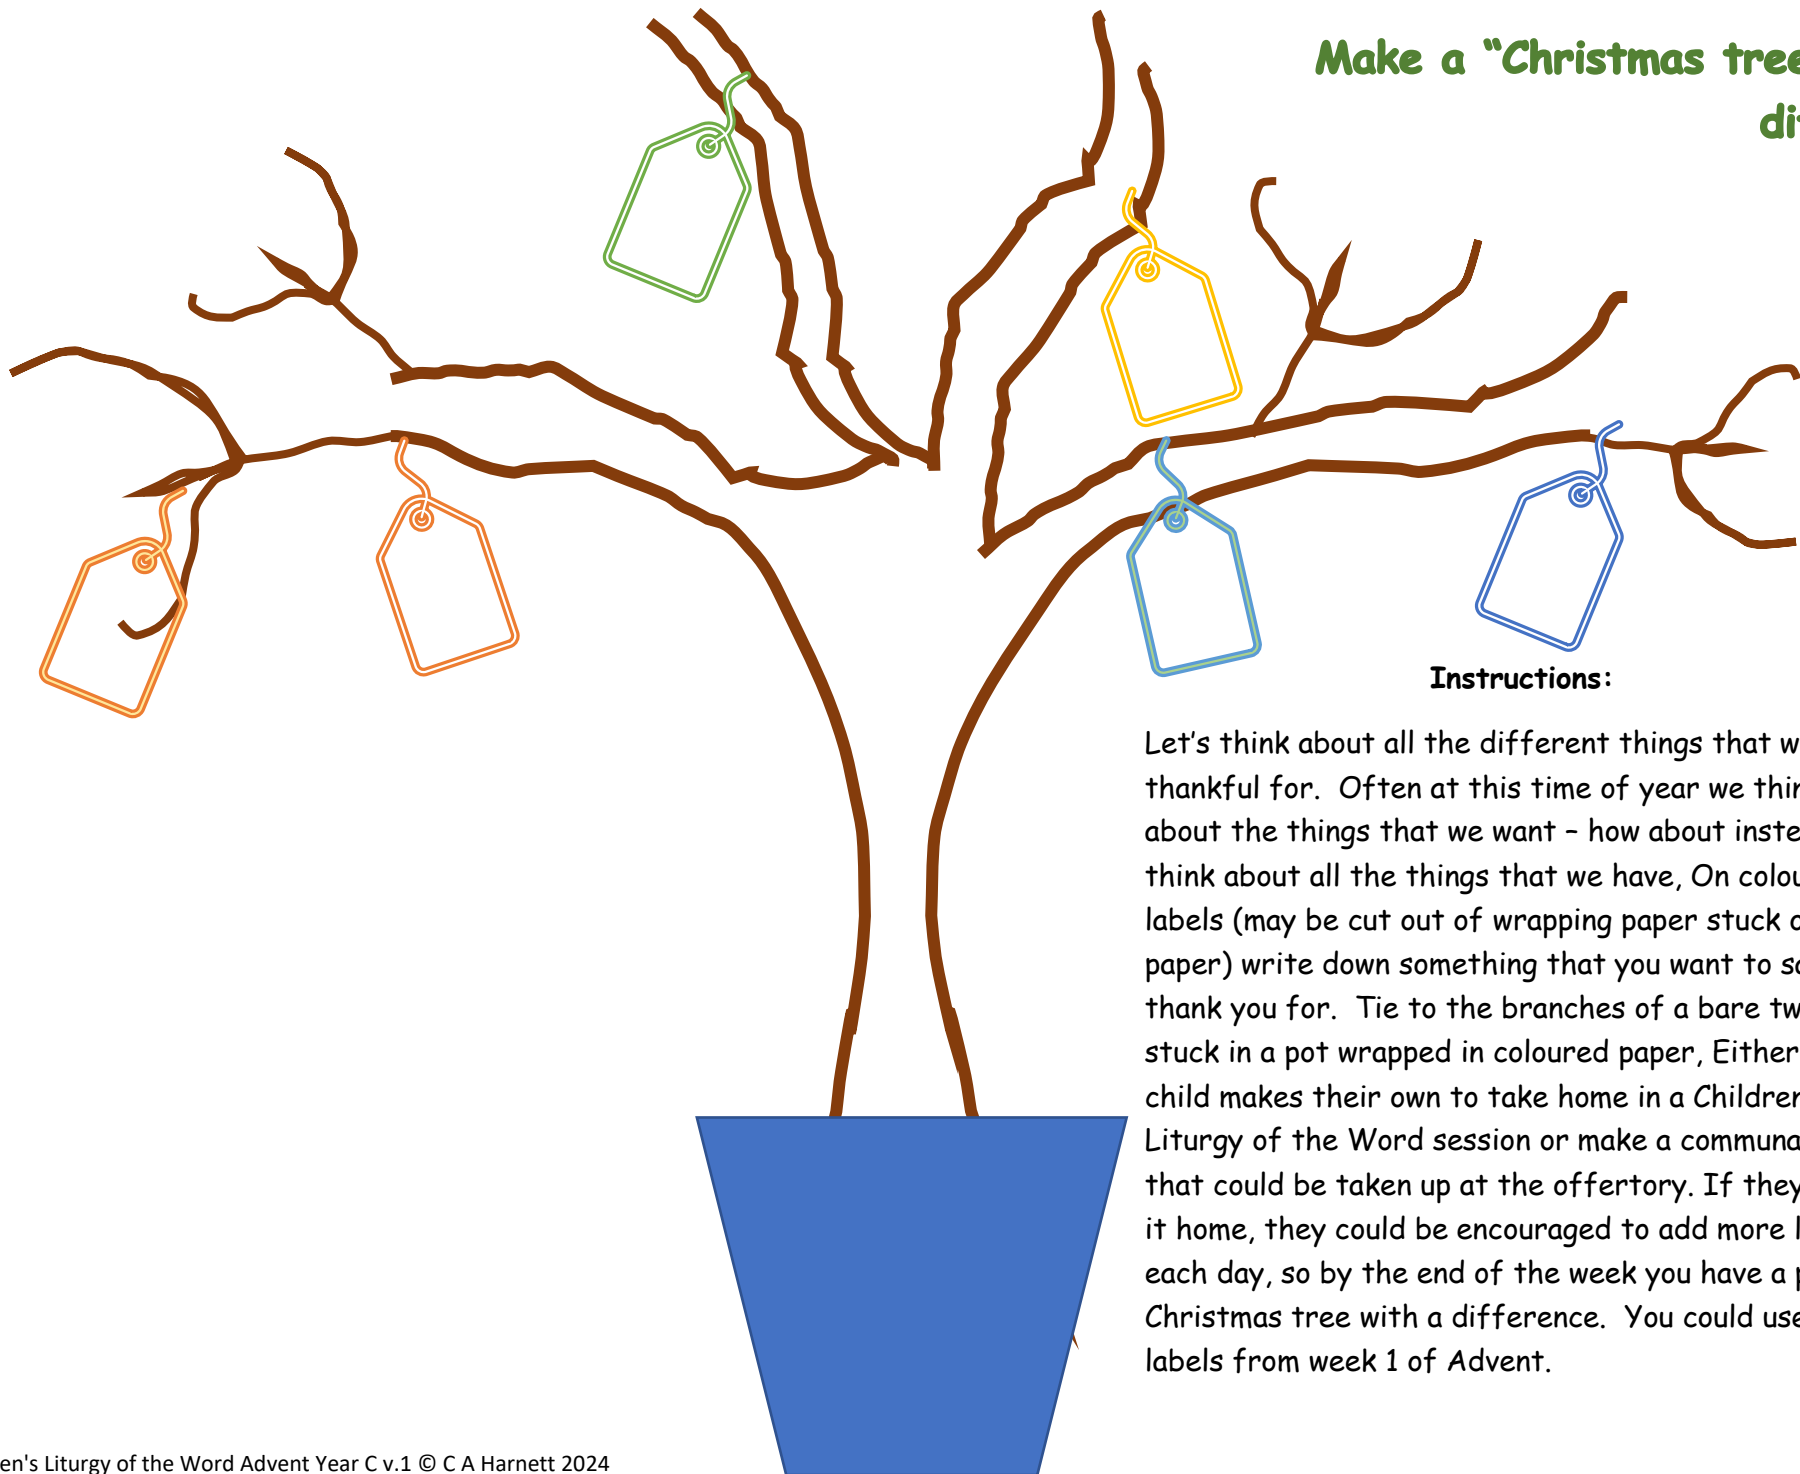 Make a “Christmas tree
Instructions:
Let’s think about all the different things that
thankful for. Often at this time of year we
about the things that we want – how about
think about all the things that we have, On
labels (may be cut out of wrapping paper stuck
paper) write down something that you want to
thank you for. Tie to the branches of a bare
stuck in a pot wrapped in coloured paper, Either
child makes their own to take home in a
Liturgy of the Word session or make a
that could be taken up at the offertory. If they
it home, they could be encouraged to add more
each day, so by the end of the week you have a
Christmas tree with a difference. You could use
labels from week 1 of Advent.
en's Liturgy of the Word Advent Year C v.1 © C A Harnett 2024